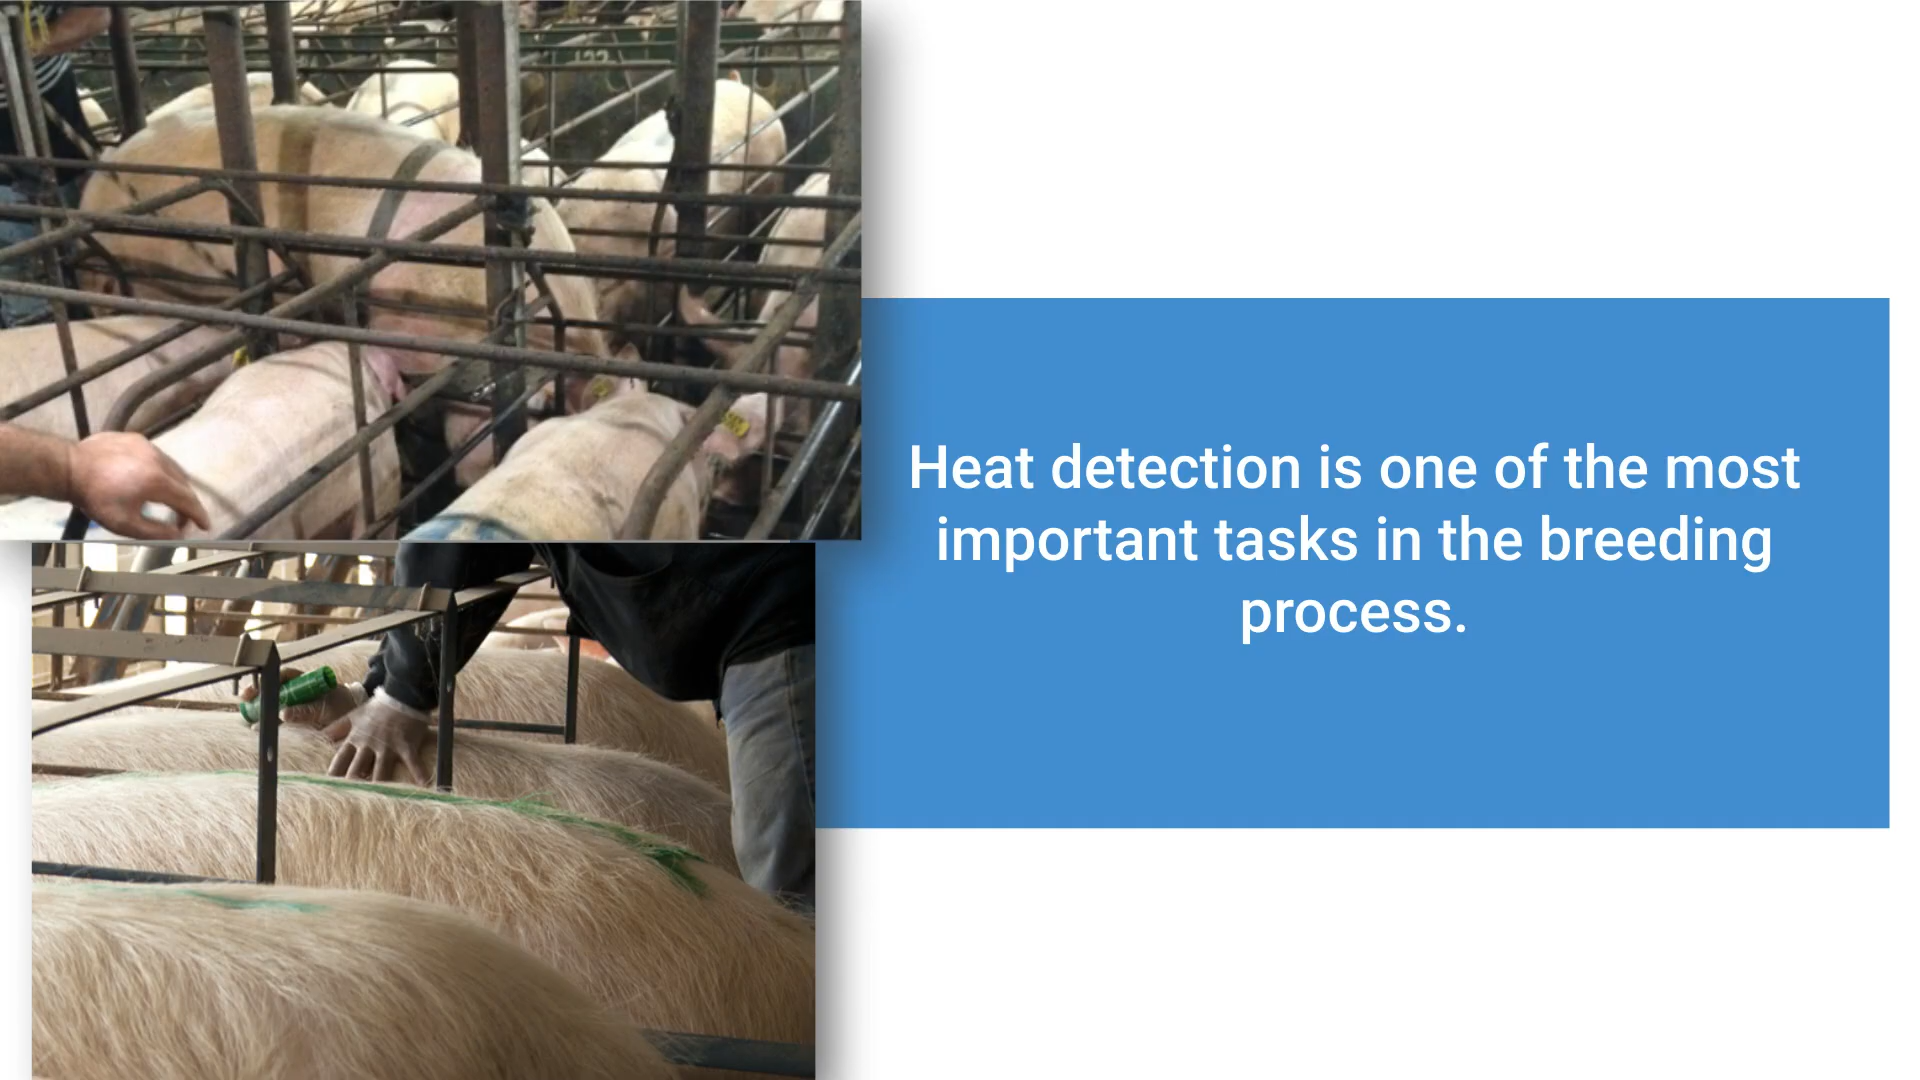 Heat detection is one of the most
important tasks in the breeding
process.